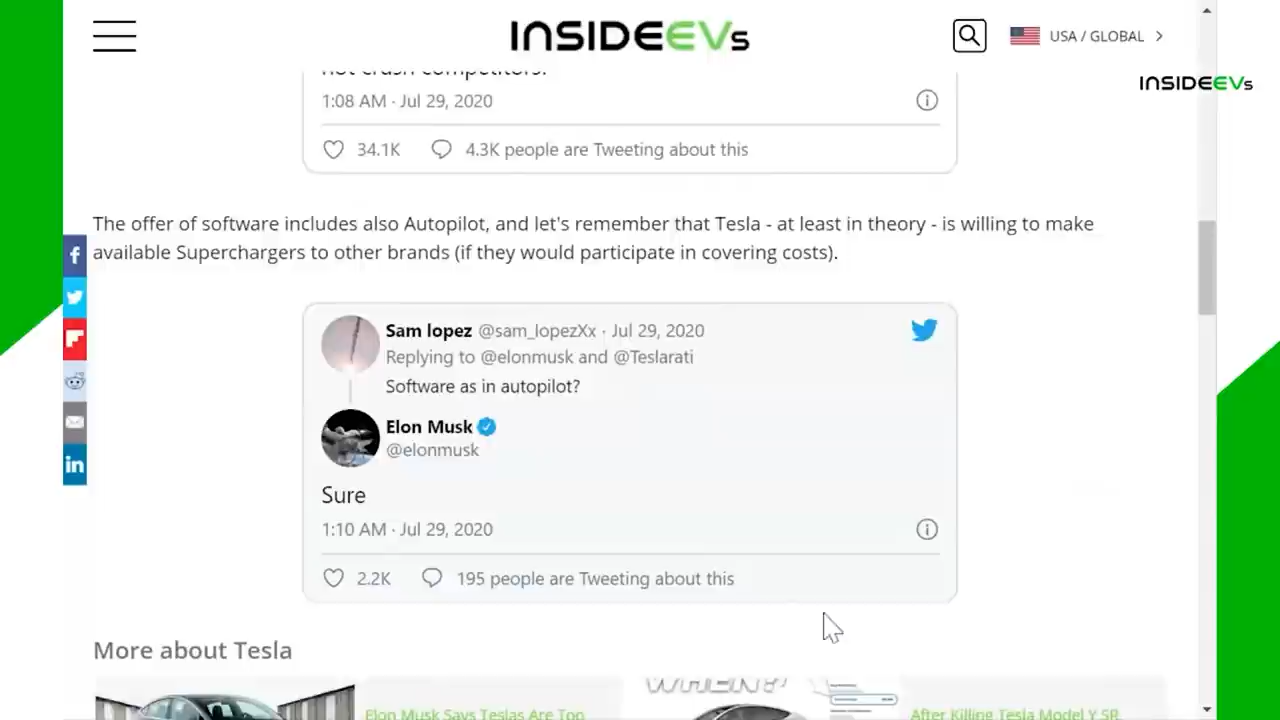 INSIDEEVs
USA / GLOBAL
INSIDEEVs
not crush competitors.
1:08 AM · Jul 29, 2020
34.1K 4.3K people are Tweeting about this
The offer of software includes also Autopilot, and let's remember that Tesla - at least in theory - is willing to make
available Superchargers to other brands (if they would participate in covering costs).
Sam lopez @sam_lopezXx · Jul 29, 2020
Replying to @elonmusk and @Teslarati
Software as in autopilot?
Elon Musk
@elonmusk
Sure
1:10 AM · Jul 29, 2020
2.2K 195 people are Tweeting about this
More about Tesla
WHEN?
Elon Musk Says Teslas Are Top
After Killing Tesla Model Y SR,